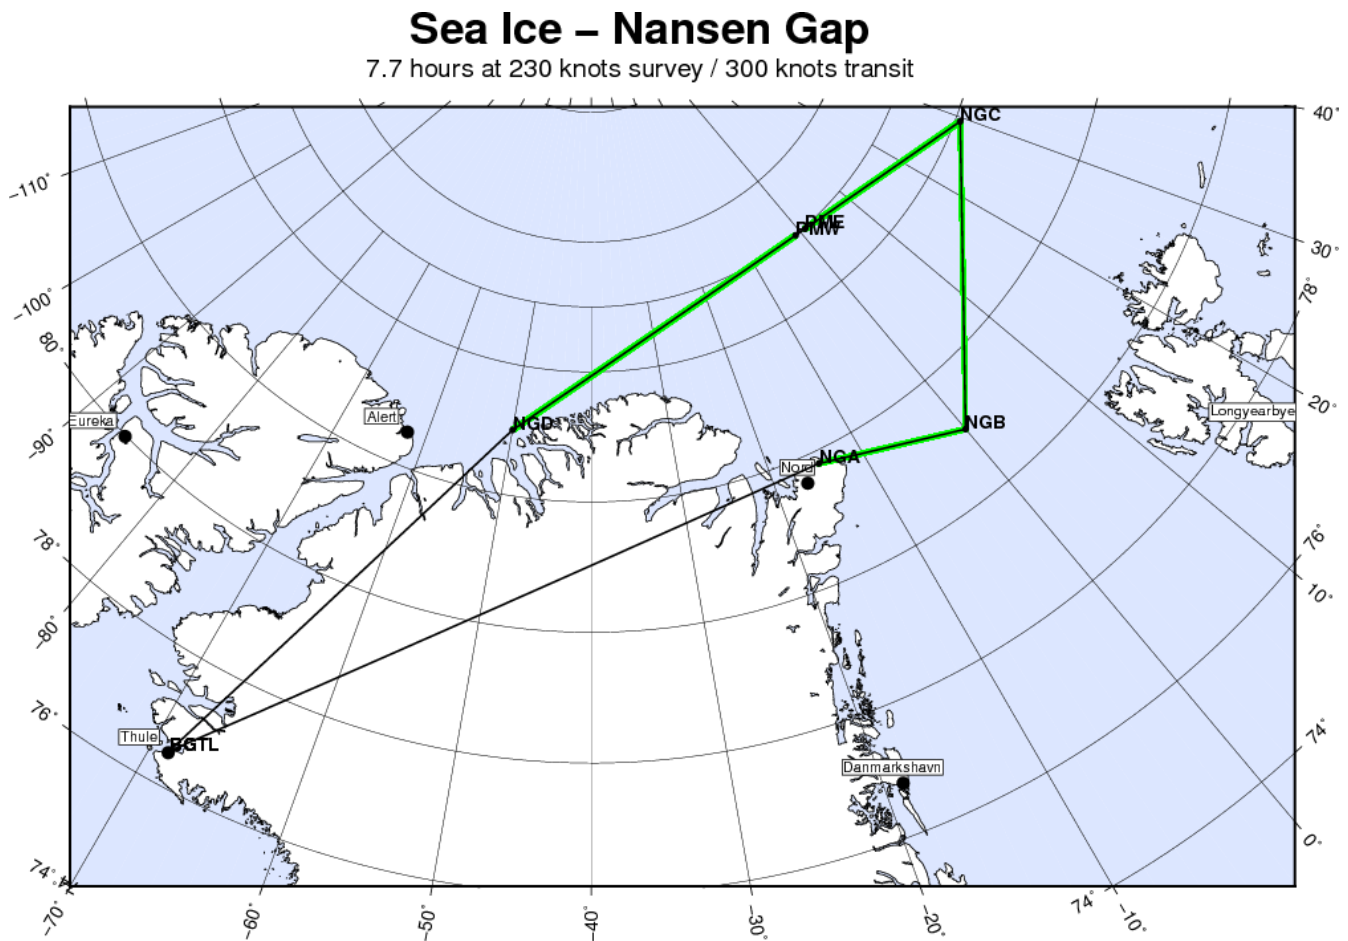 Sea Ice – Nansen Gap
7.7 hours at 230 knots survey / 300 knots transit
40°
NGC
-110°
PME
PMW
30°
78°
-100°
80°
Eureka
Alert
NGD
Longyearbye
20°
NGB
-90°
NGA
Nord
78°
76°
10°
-80°
76°
Thule
BGTL
74°
Danmarkshavn
0°
74°
-70°
-60°
-50°
-40°
-30°
-20°
74°
-10°